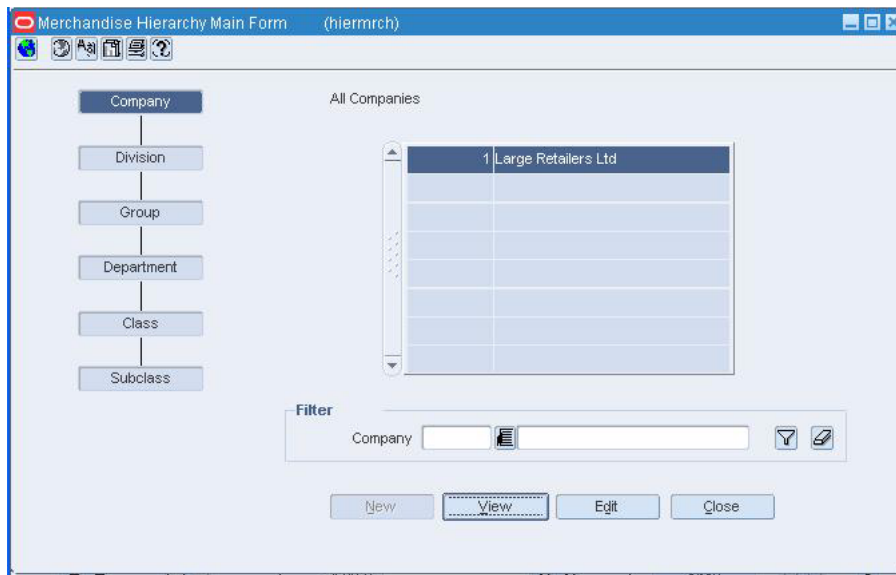 Merchandise Hierarchy Main Form (hiermrch)
Company
Division
Group
Department
Class
Subclass
All Companies
1 Large Retailers Ltd
Filter
Company
New View Edit Close